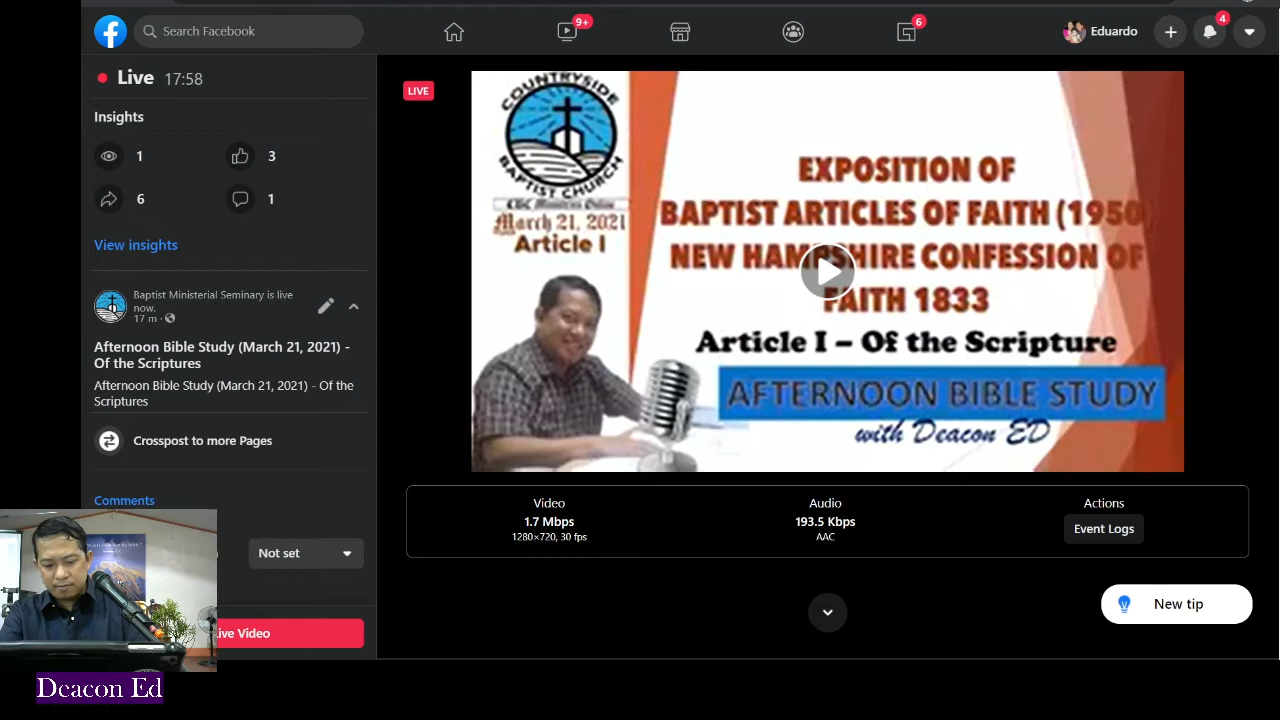 Search Facebook
9+
6
Eduardo
4
Live 17:58
Insights
1
3
6
1
View insights
Baptist Ministerial Seminary is live
now.
17 m ·
Afternoon Bible Study (March 21, 2021) -
Of the Scriptures
Afternoon Bible Study (March 21, 2021) - Of the
Scriptures
Crosspost to more Pages
Comments
Not set
ive Video
Deacon Ed
LIVE
COUNTRYSIDE
BAPTIST CHURCH
CBC Ministries Online
March 21, 2021
Article I
EXPOSITION OF
BAPTIST ARTICLES OF FAITH (1950)
NEW HAMPSHIRE CONFESSION OF
FAITH 1833
Article I – Of the Scripture
AFTERNOON BIBLE STUDY
with Deacon ED
Video
1.7 Mbps
1280×720, 30 fps
Audio
193.5 Kbps
AAC
Actions
Event Logs
New tip